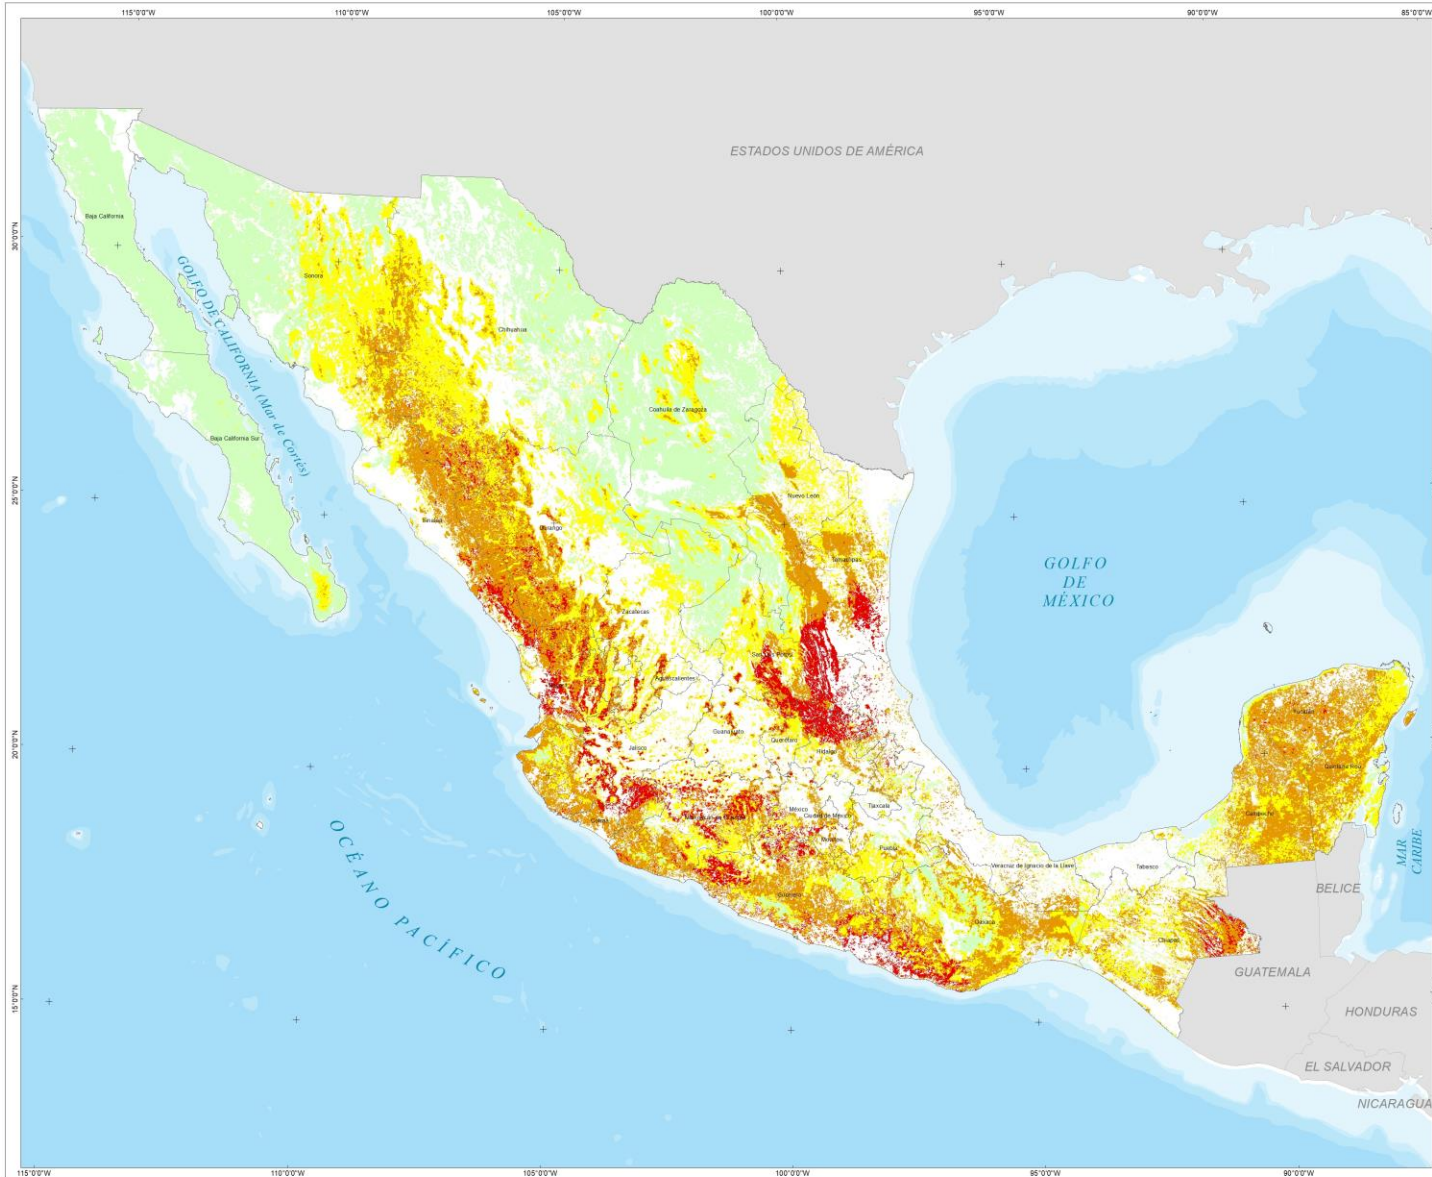 115°0'0"W
110°0'0"W
105°0'0"W
100°0'0"W
95°0'0"W
90°0'0"W
85°0'0"W
ESTADOS UNIDOS DE AMÉRICA
Baja California
30°0'0"N
GOLFO DE CALIFORNIA (Mar de Cortés)
Sonora
Chihuahua
Coahuila de Zaragoza
Baja California Sur
25°0'0"N
Nuevo León
Sinaloa
Durango
Tamaulipas
GOLFO
DE
MÉXICO
Zacatecas
San Luis Potosí
Aguascalientes
Yucatán
20°0'0"N
Guanajuato
Querétaro
Jalisco
Hidalgo
Quintana Roo
México
Tlaxcala
Ciudad de México
Colima
Campeche
Morelos
Puebla
MAR
CARIBE
Veracruz de Ignacio de la Llave
Tabasco
BELICE
OCÉANO PACÍFICO
Guerrero
Oaxaca
Chiapas
GUATEMALA
15°0'0"N
HONDURAS
EL SALVADOR
NICARAGUA
115°0'0"W
110°0'0"W
105°0'0"W
100°0'0"W
95°0'0"W
90°0'0"W